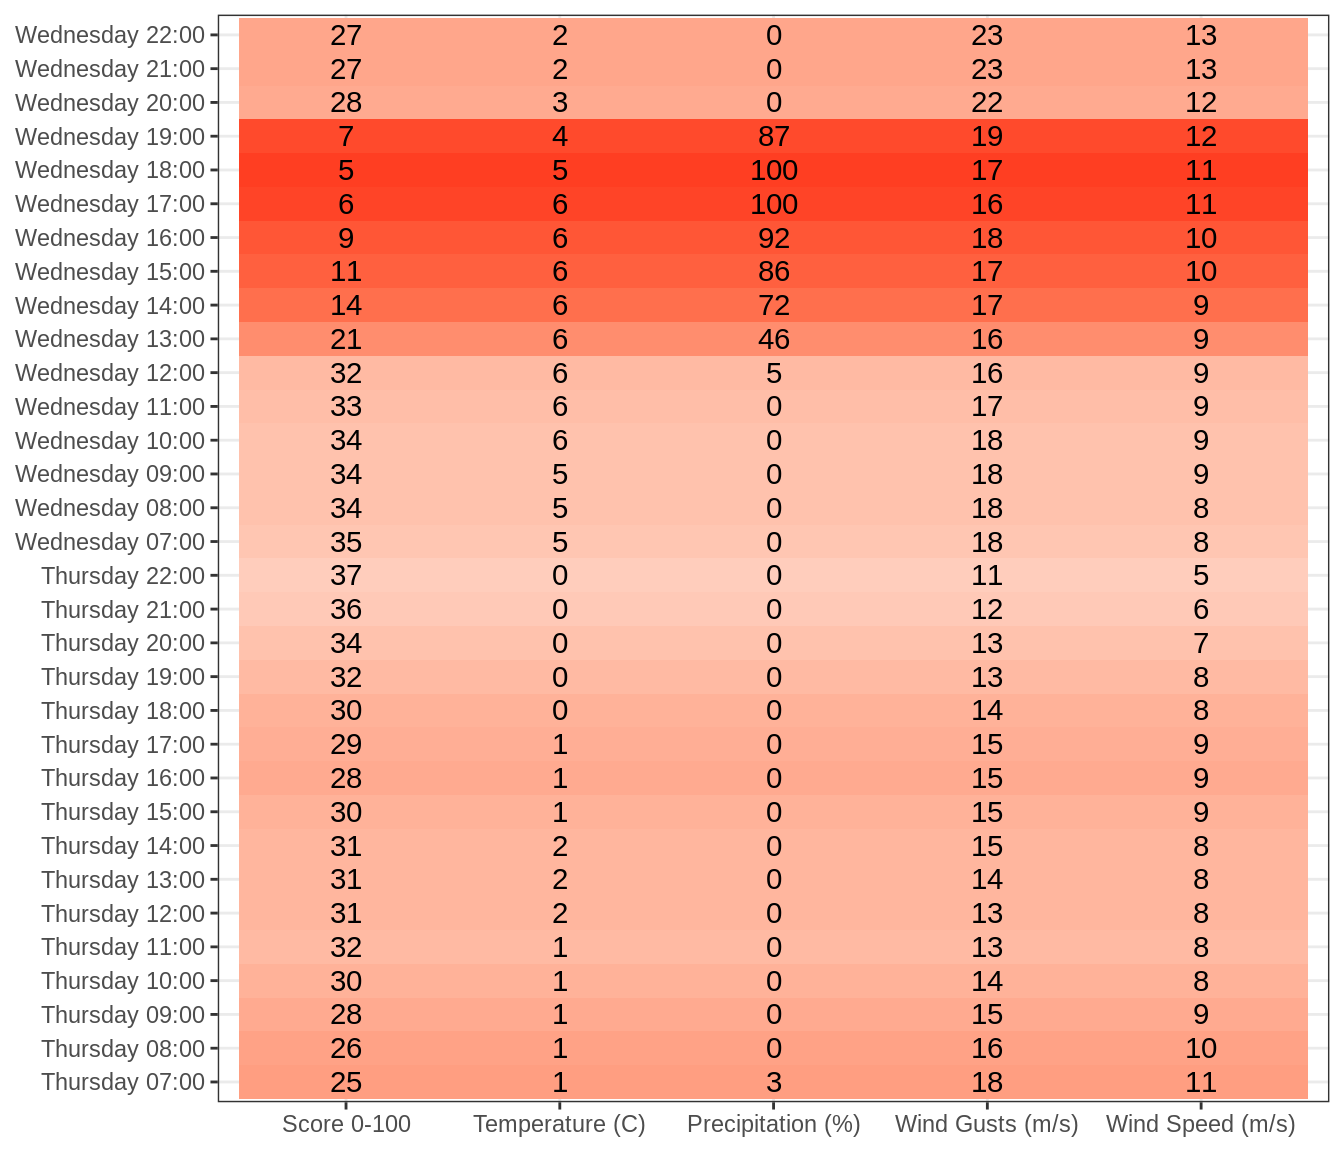 Wednesday 22:00 27 2 0 23 13
Wednesday 21:00 27 2 0 23 13
Wednesday 20:00 28 3 0 22 12
Wednesday 19:00 7 4 87 19 12
Wednesday 18:00 5 5 100 17 11
Wednesday 17:00 6 6 100 16 11
Wednesday 16:00 9 6 92 18 10
Wednesday 15:00 11 6 86 17 10
Wednesday 14:00 14 6 72 17 9
Wednesday 13:00 21 6 46 16 9
Wednesday 12:00 32 6 5 16 9
Wednesday 11:00 33 6 0 17 9
Wednesday 10:00 34 6 0 18 9
Wednesday 09:00 34 5 0 18 9
Wednesday 08:00 34 5 0 18 8
Wednesday 07:00 35 5 0 18 8
Thursday 22:00 37 0 0 11 5
Thursday 21:00 36 0 0 12 6
Thursday 20:00 34 0 0 13 7
Thursday 19:00 32 0 0 13 8
Thursday 18:00 30 0 0 14 8
Thursday 17:00 29 1 0 15 9
Thursday 16:00 28 1 0 15 9
Thursday 15:00 30 1 0 15 9
Thursday 14:00 31 2 0 15 8
Thursday 13:00 31 2 0 14 8
Thursday 12:00 31 2 0 13 8
Thursday 11:00 32 1 0 13 8
Thursday 10:00 30 1 0 14 8
Thursday 09:00 28 1 0 15 9
Thursday 08:00 26 1 0 16 10
Thursday 07:00 25 1 3 18 11
Score 0-100 Temperature (C) Precipitation (%) Wind Gusts (m/s) Wind Speed (m/s)